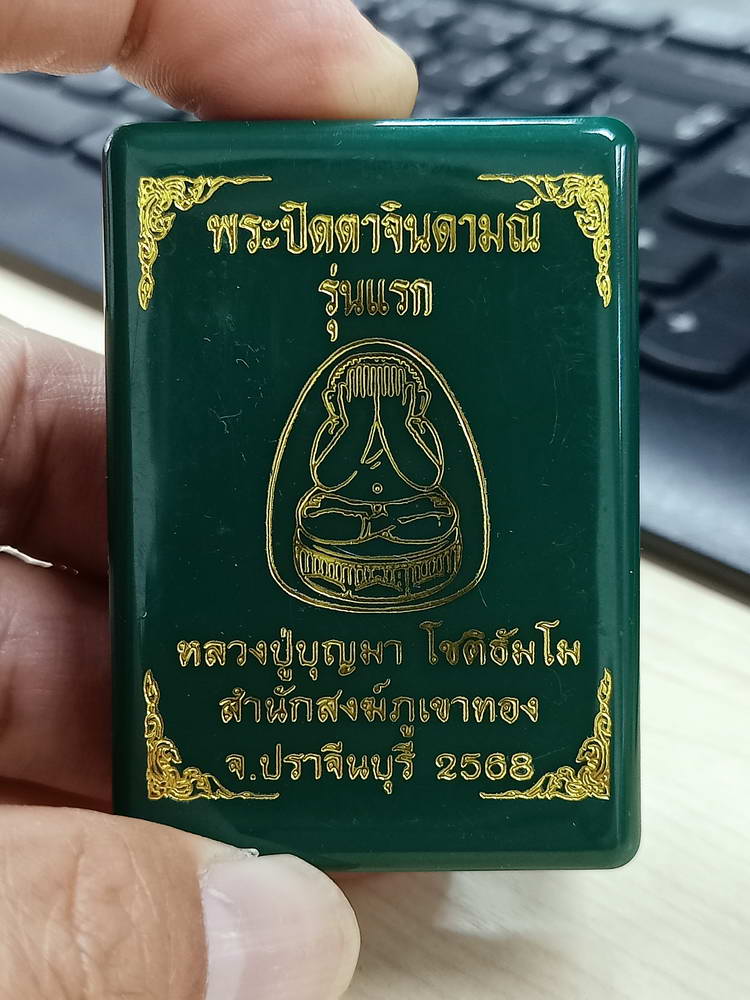 พระปิดตาจินดามณี
รุ่นแรก
หลวงปู่บุญมา โชติธัมโม
สำนักสงฆ์ภูเขาทอง
จ.ปราจีนบุรี 2568